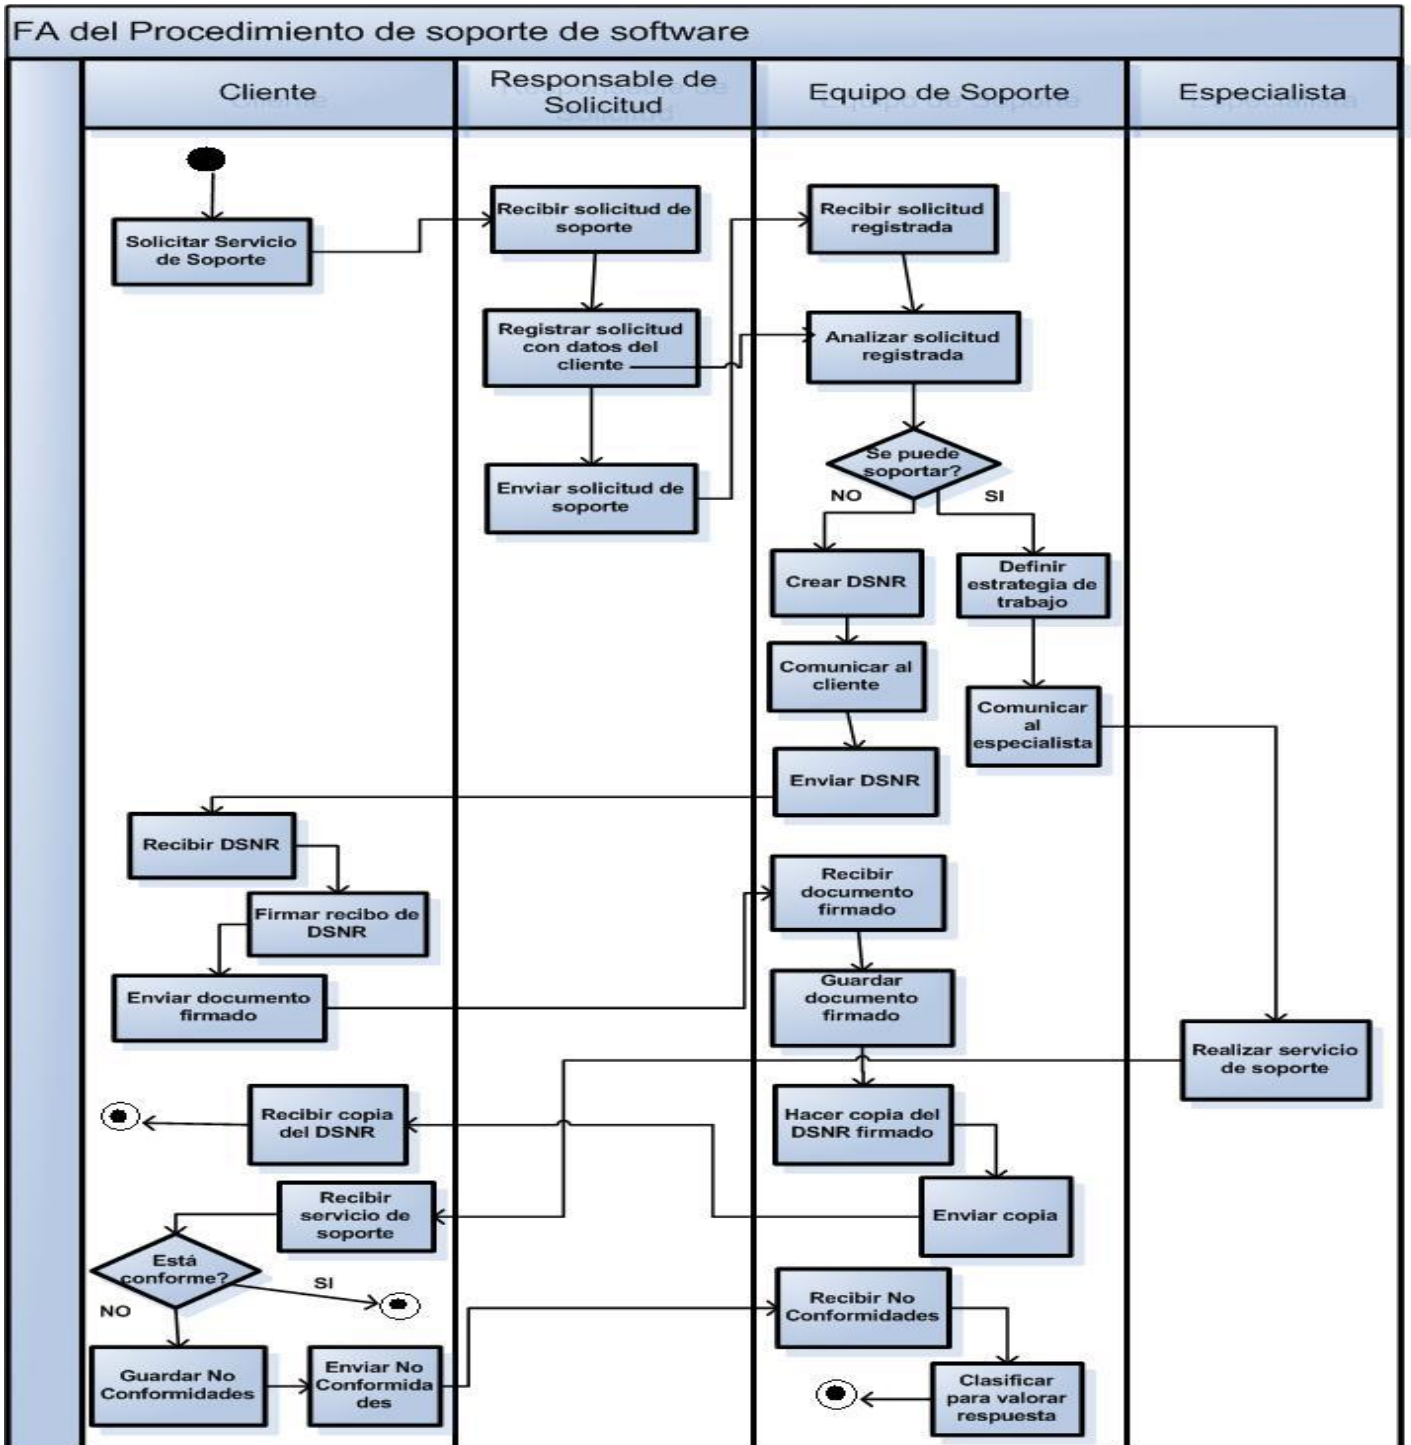 FA del Procedimiento de soporte de software
Cliente
Responsable de
Solicitud
Equipo de Soporte
Especialista
Solicitar Servicio
de Soporte
Recibir solicitud de
soporte
Recibir solicitud
registrada
Registrar solicitud
con datos del
cliente
Analizar solicitud
registrada
Se puede
soportar?
NO
SI
Enviar solicitud de
soporte
Crear DSNR
Definir
estrategia de
trabajo
Comunicar al
cliente
Comunicar
al
especialista
Enviar DSNR
Recibir DSNR
Firmar recibo de
DSNR
Recibir
documento
firmado
Enviar documento
firmado
Guardar
documento
firmado
Realizar servicio
de soporte
Recibir copia
del DSNR
Hacer copia del
DSNR firmado
Recibir
servicio de
soporte
Enviar copia
Está
conforme?
SI
NO
Recibir No
Conformidades
Guardar No
Conformidades
Enviar No
Conformida
des
Clasificar
para valorar
respuesta